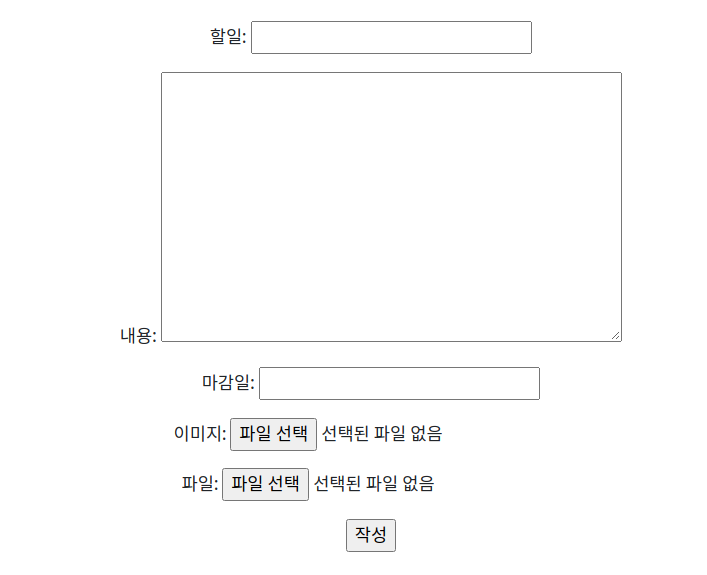 할일:
내용:
마감일:
이미지: 파일 선택 선택된 파일 없음
파일: 파일 선택 선택된 파일 없음
작성